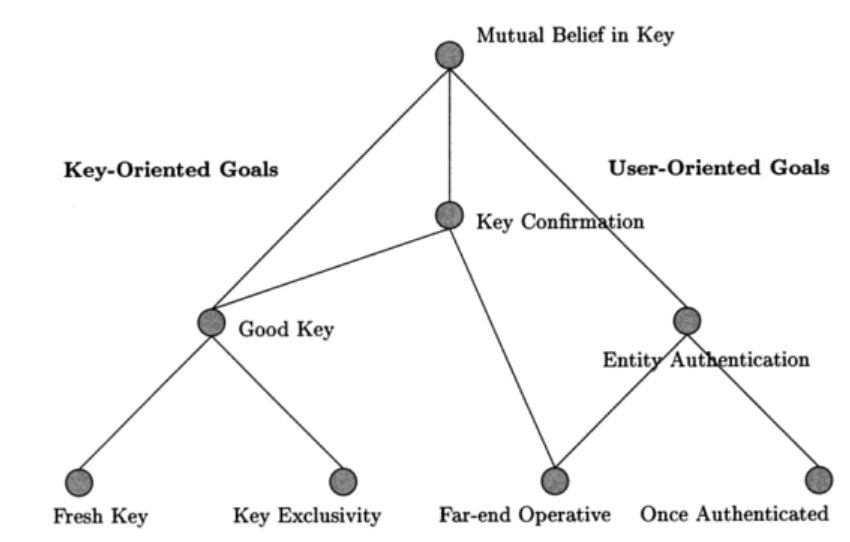 Mutual Belief in Key
Key-Oriented Goals
User-Oriented Goals
Key Confirmation
Good Key
Entity Authentication
Fresh Key
Key Exclusivity
Far-end Operative
Once Authenticated